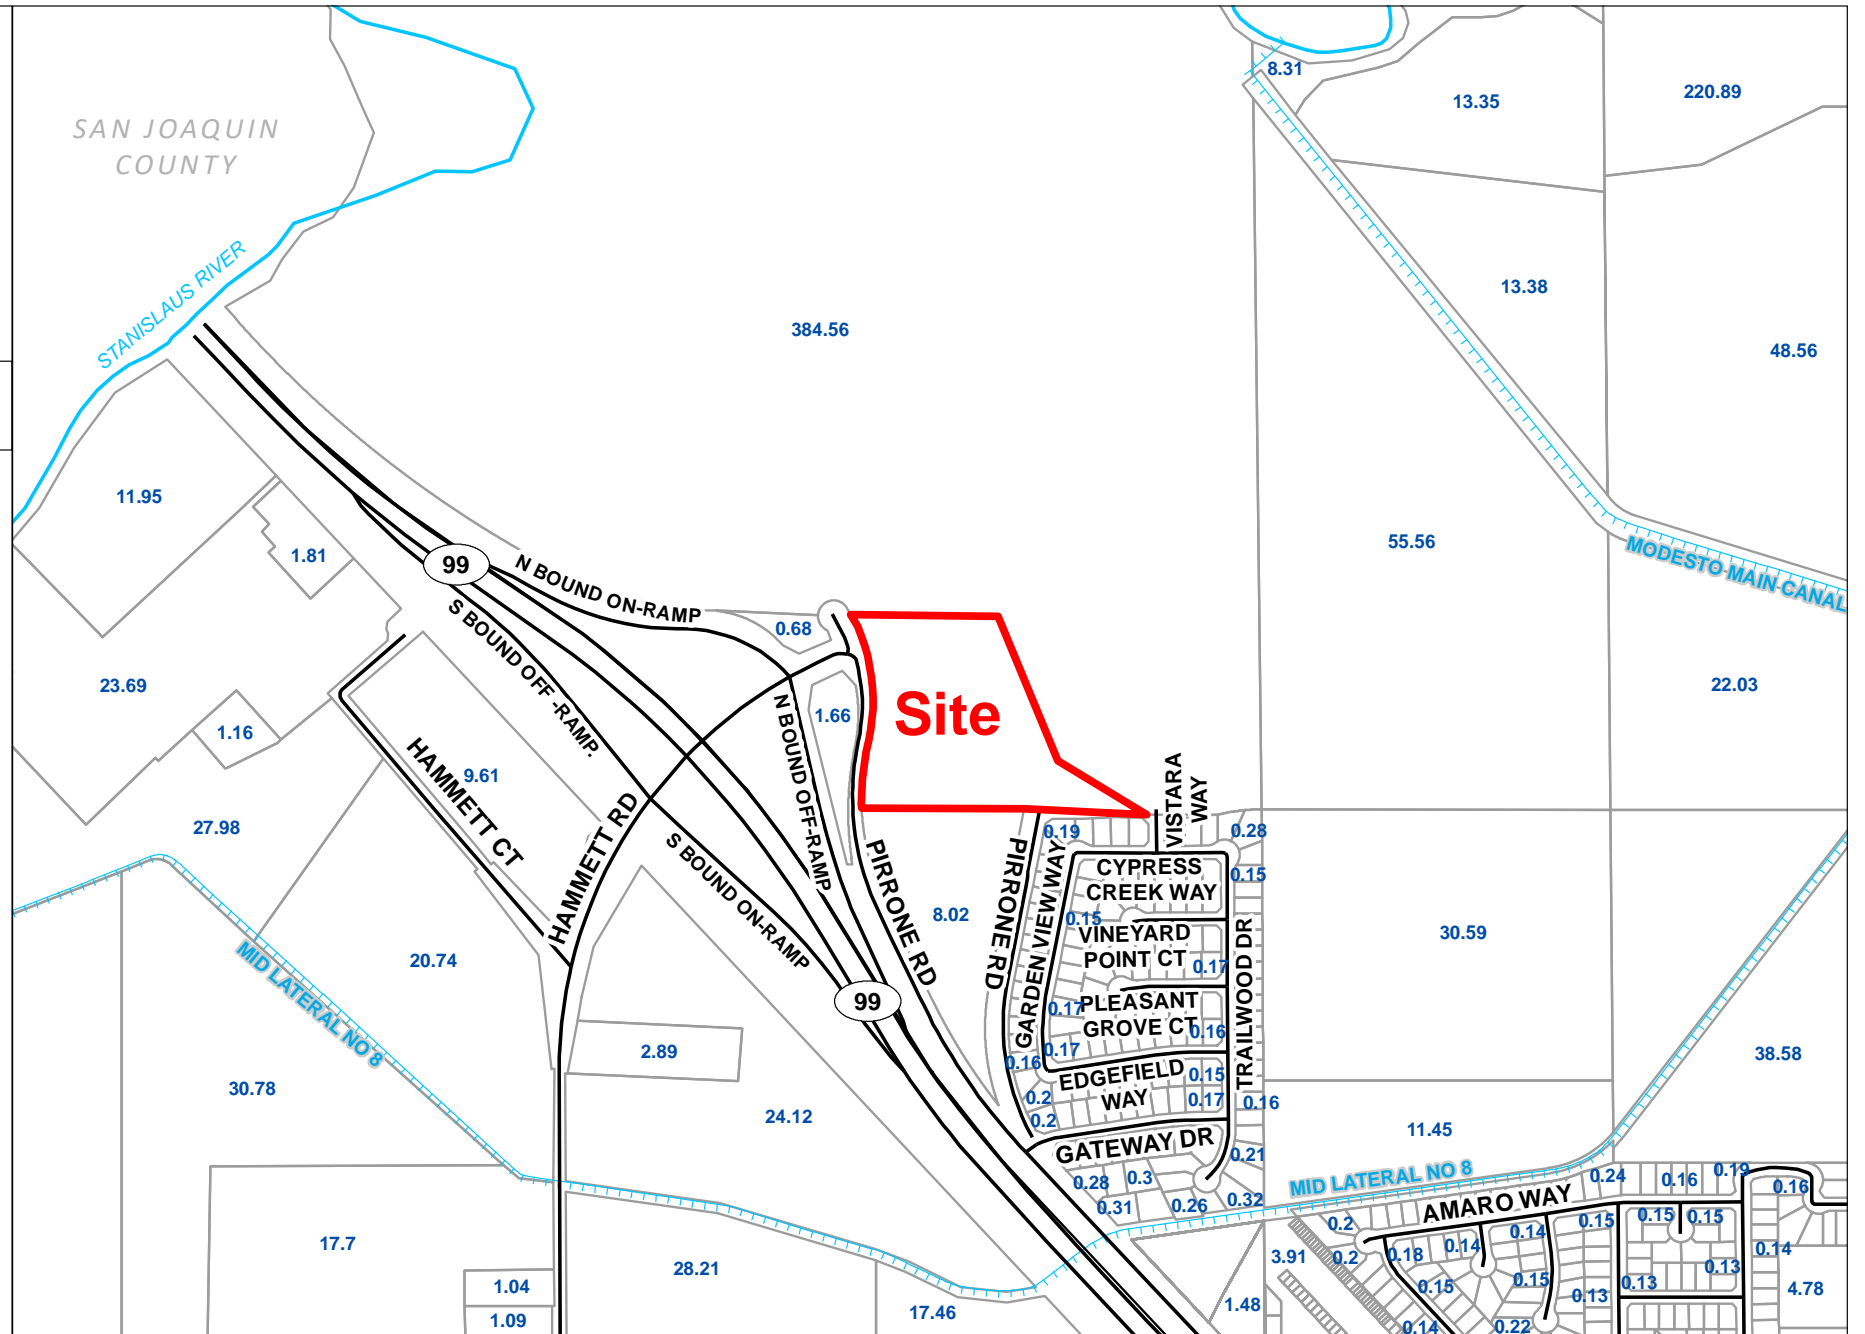 SAN JOAQUIN
COUNTY
8.31
13.35
220.89
STANISLAUS RIVER
384.56
13.38
48.56
11.95
1.81
99
N BOUND ON-RAMP
55.56
MODESTO MAIN CANAL
S BOUND OFF -RAMP.
0.68
23.69
1.16
9.61
HAMMETT CT
HAMMETT RD
N BOUND OFF-RAMP
1.66
Site
22.03
27.98
S BOUND ON-RAMP
PIRRONE RD
8.02
PIRRONE RD
GARDEN VIEW WAY
0.19
VISTARA
WAY
0.28
CYPRESS
CREEK WAY
0.15
0.15
VINEYARD
POINT CT
0.17
TRAILWOOD DR
30.59
MID LATERAL NO 8
20.74
99
0.17
PLEASANT
GROVE CT
0.16
2.89
0.17
0.16
EDGEFIELD
WAY
0.15
0.17
0.16
38.58
30.78
24.12
0.2
0.2
GATEWAY DR
0.21
11.45
MID LATERAL NO 8
0.28
0.3
0.31
0.26
0.32
0.24
0.16
0.19
0.16
AMARO WAY
17.7
28.21
1.04
1.09
17.46
1.48
3.91
0.2
0.2
0.18
0.14
0.14
0.15
0.15
0.15
0.14
0.15
0.15
0.13
0.13
0.13
4.78
0.14
0.22